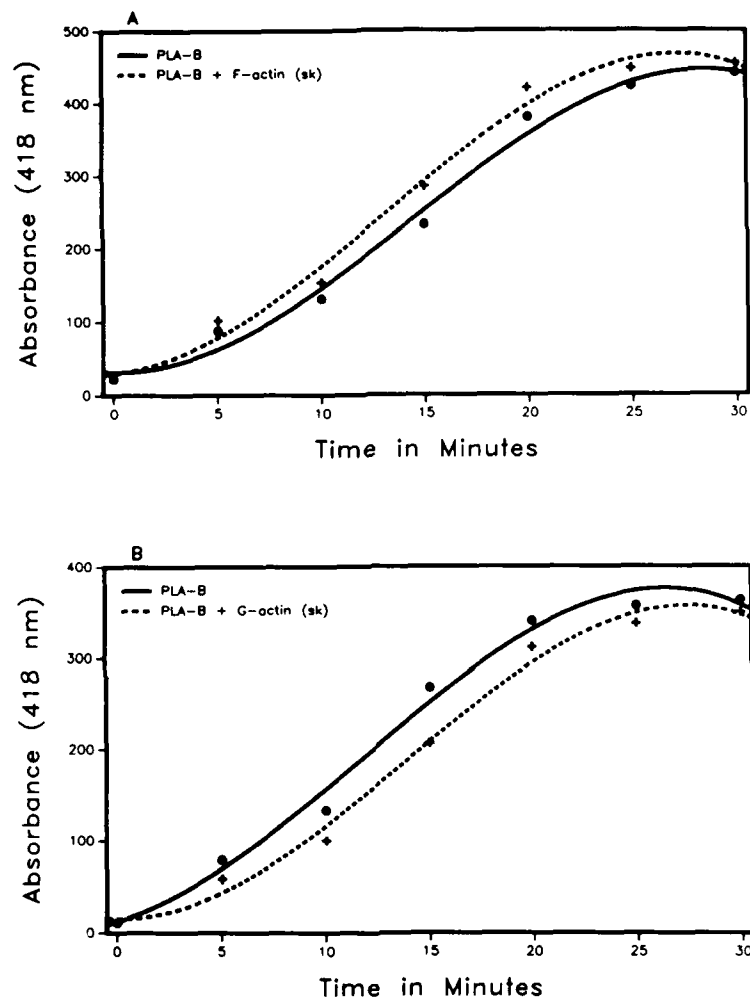 A
500
400
300
200
100
0
Absorbance (418 nm)
PLA-B
PLA-B + F-actin (sk)
0 5 10 15 20 25 30
Time in Minutes
B
400
300
200
100
0
Absorbance (418 nm)
PLA-B
PLA-B + G-actin (sk)
0 5 10 15 20 25 30
Time in Minutes